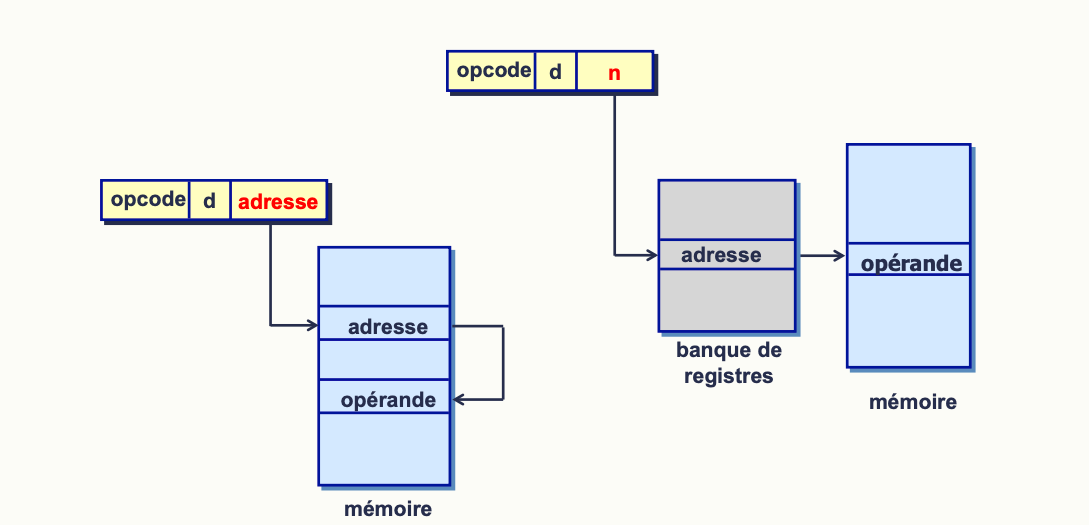 opcode d n
opcode d adresse
adresse
opérande
mémoire
adresse
banque de
registres
opérande
mémoire